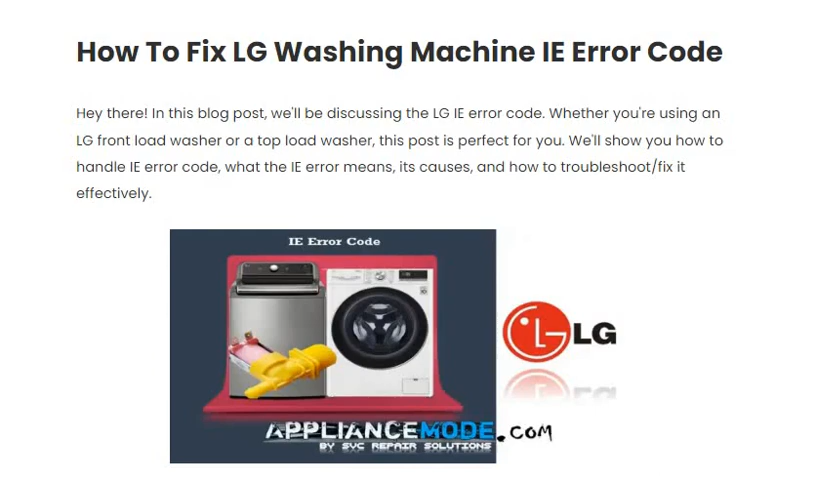 How To Fix LG Washing Machine IE Error Code
Hey there! In this blog post, we'll be discussing the LG IE error code. Whether you're using an
LG front load washer or a top load washer, this post is perfect for you. We'll show you how to
handle IE error code, what the IE error means, its causes, and how to troubleshoot/fix it
effectively.
IE Error Code
LG
APPLIANCEMODE.COM
BY SVC REPAIR SOLUTIONS